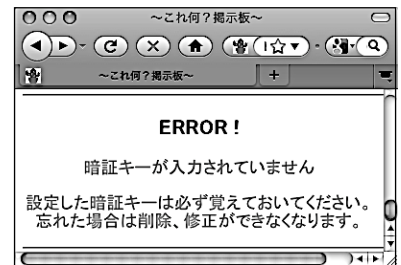 〜これ何？掲示板〜
〜これ何？掲示板〜
ERROR！
暗証キーが入力されていません
設定した暗証キーは必ず覚えておいてください。
忘れた場合は削除、修正ができなくなります。